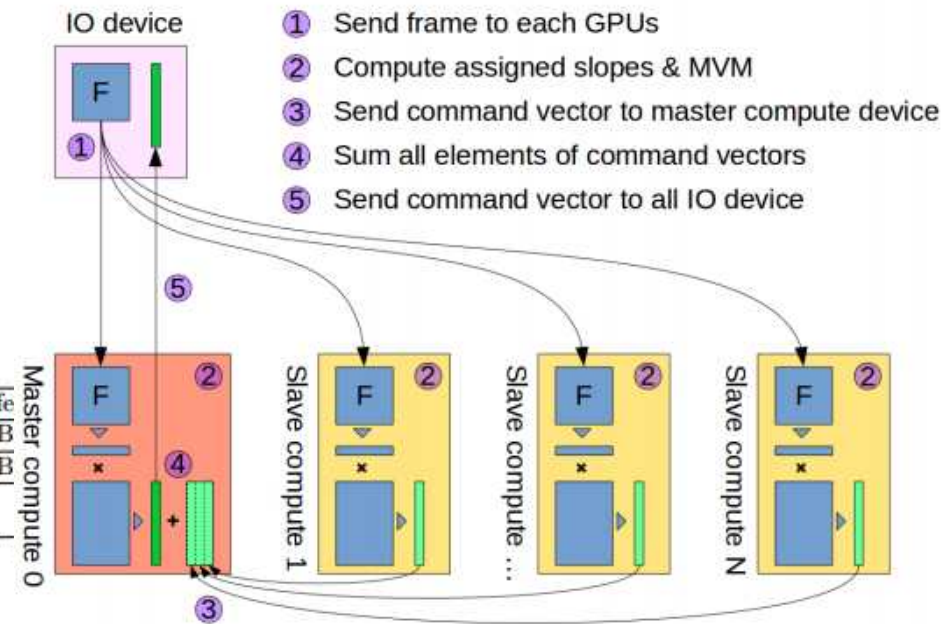 IO device
① Send frame to each GPUs
② Compute assigned slopes & MVM
③ Send command vector to master compute device
④ Sum all elements of command vectors
⑤ Send command vector to all IO device
F
1
5
Master compute 0
F
2
×
4
+
3
Slave compute 1
F
2
×
Slave compute ...
F
2
×
Slave compute N
F
2
×
fe
B
B